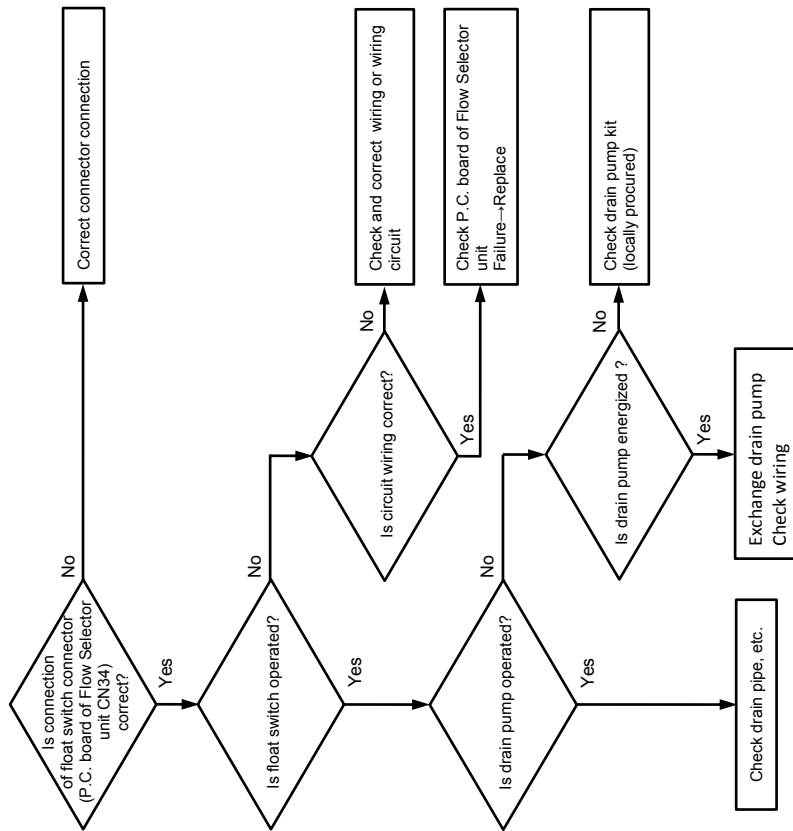 Is connection
of float switch connector
(P.C. board of Flow Selector
unit CN34)
correct?
No
Correct connector connection
Yes
Is float switch operated?
No
Is circuit wiring correct?
No
Check and correct wiring or wiring
circuit
Yes
Check P.C. board of Flow Selector
unit
Failure→Replace
Yes
Is drain pump operated?
No
Is drain pump energized ?
No
Check drain pump kit
(locally procured)
Yes
Exchange drain pump
Check wiring
Yes
Check drain pipe, etc.